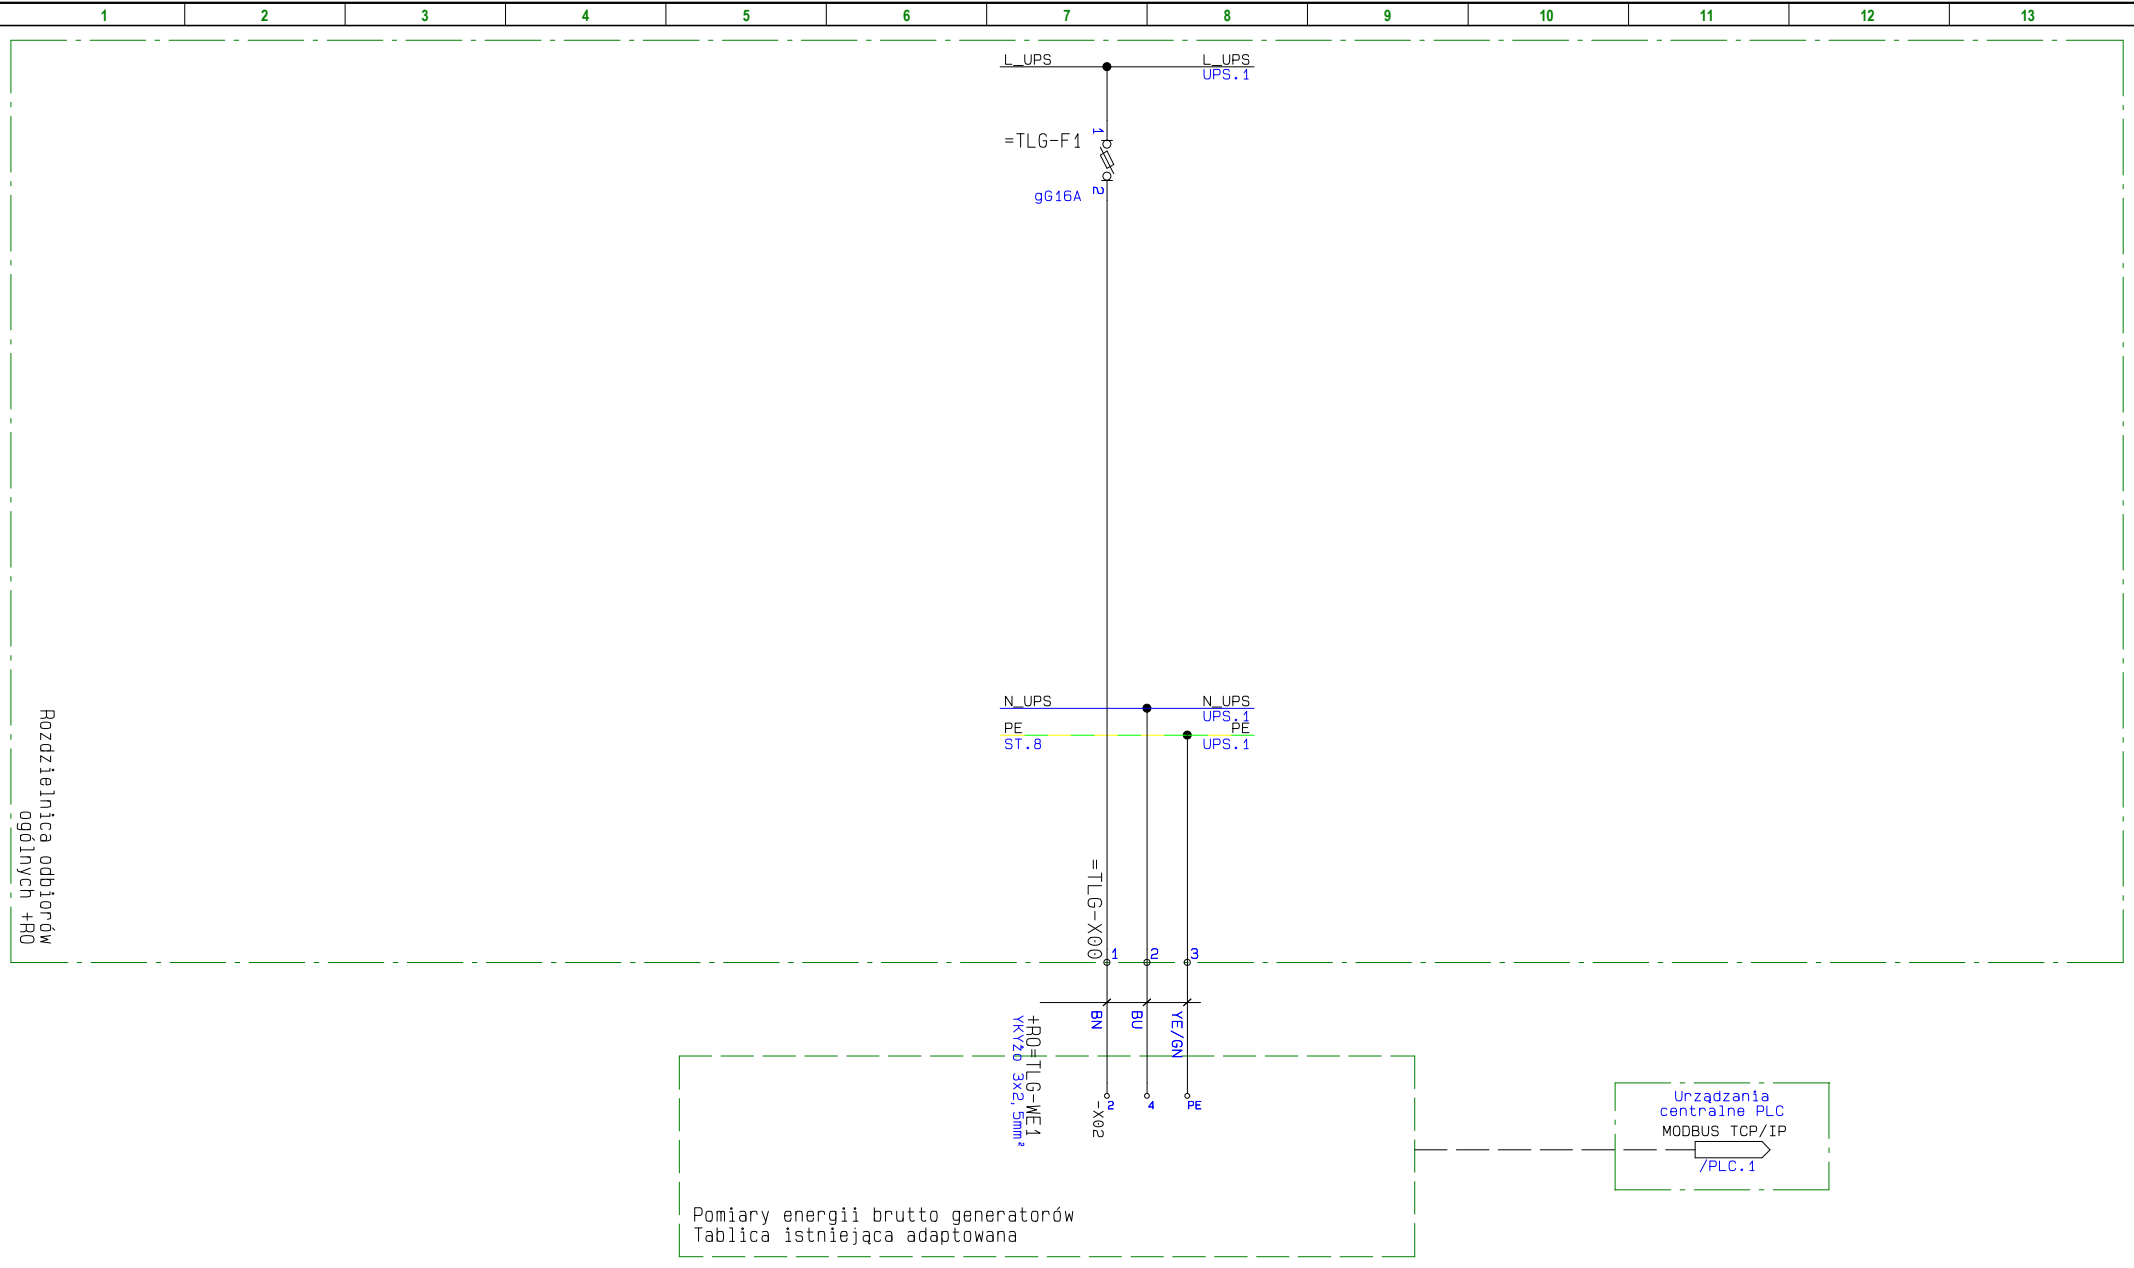 1 2 3 4 5 6 7 8 9 10 11 12 13
L_UPS L_UPS
UPS.1
1
=TLG-F1
2
gG16A
N_UPS N_UPS
UPS.1
PE PE
ST.8 UPS.1
Rozdzielnica odbiorów
ogólnych +RO
=TLG-X00
1 2 3
BN
BU
YE/GN
+RO=TLG-WE1
YKYżo 3x2,5mm²
-X02
2 4 PE
Pomiary energii brutto generatorów
Tablica istniejąca adaptowana
Urządzania
centralne PLC
MODBUS TCP/IP
/PLC.1